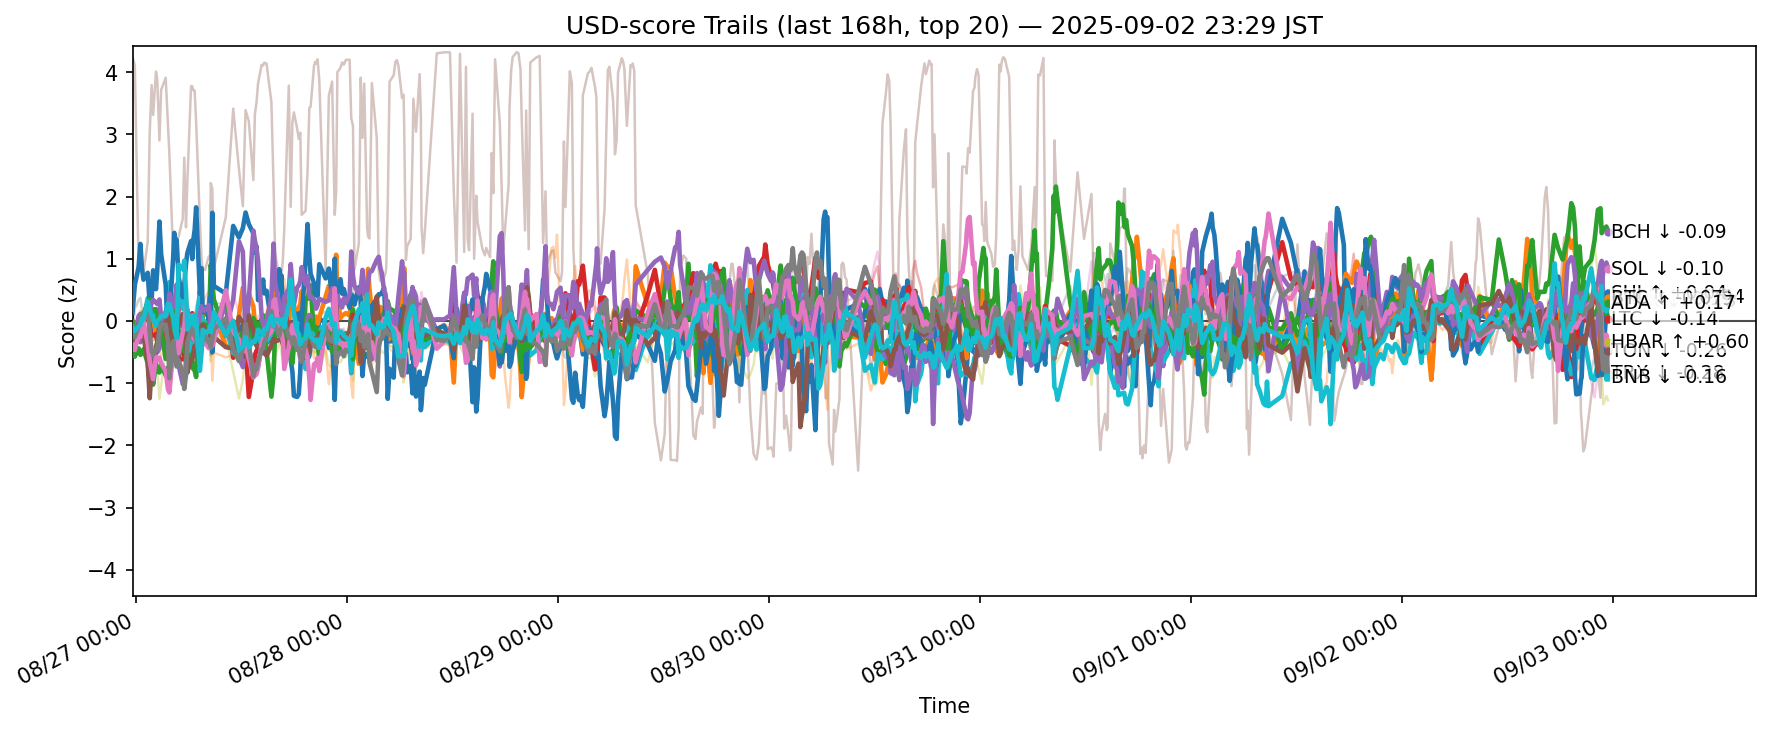 USD-score Trails (last 168h, top 20) — 2025-09-02 23:29 JST
Score (z)
4
3
2
1
0
−1
−2
−3
−4
BCH ↓ -0.09
SOL ↓ -0.10
ADA ↑ +0.17
LTC ↓ -0.14
HBAR ↑ +0.60
TON ↓ -0.26
BNB ↓ -0.16
08/27 00:00
08/28 00:00
08/29 00:00
08/30 00:00
08/31 00:00
09/01 00:00
09/02 00:00
09/03 00:00
Time